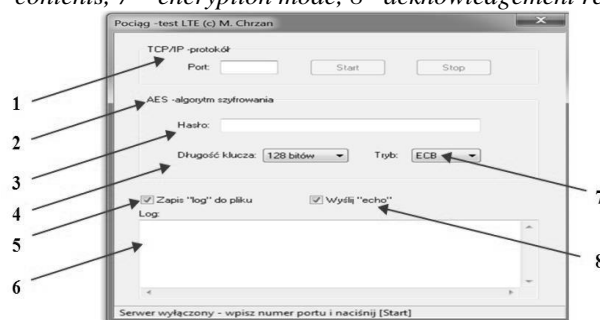 contents, 7 – encryption mode, 8 - acknowledgement re
Pociąg -test LTE (c) M. Chrzan
TCP/IP -protokół
1
Port:
Start
Stop
2
AES -algorytm szyfrowania
Hasło:
3
Długość klucza:
128 bitów
Tryb:
ECB
4
7
5
Zapis "log" do pliku
Wyślij "echo"
Log:
6
8
Serwer wyłączony - wpisz numer portu i naciśnij [Start]